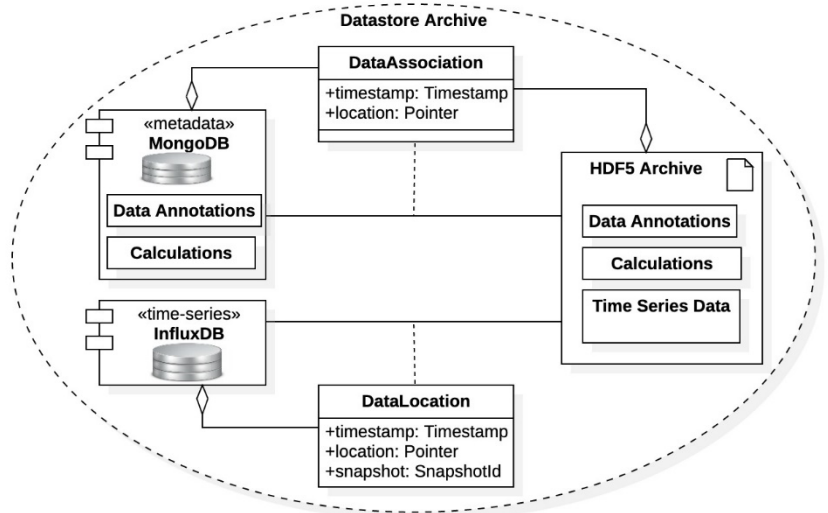 Datastore Archive
DataAssociation
+timestamp: Timestamp
+location: Pointer
«metadata»
MongoDB
Data Annotations
Calculations
HDF5 Archive
Data Annotations
Calculations
Time Series Data
«time-series»
InfluxDB
DataLocation
+timestamp: Timestamp
+location: Pointer
+snapshot: SnapshotId